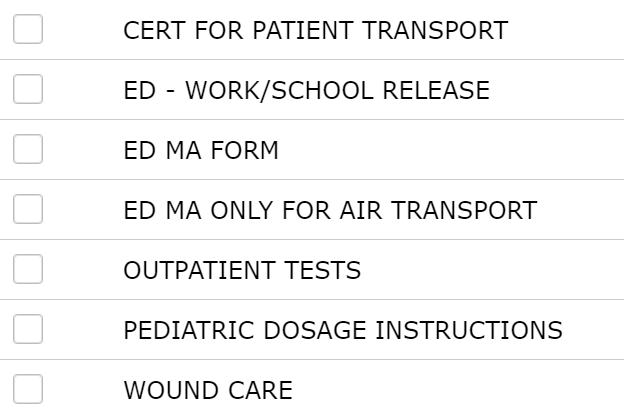 CERT FOR PATIENT TRANSPORT
ED - WORK/SCHOOL RELEASE
ED MA FORM
ED MA ONLY FOR AIR TRANSPORT
OUTPATIENT TESTS
PEDIATRIC DOSAGE INSTRUCTIONS
WOUND CARE